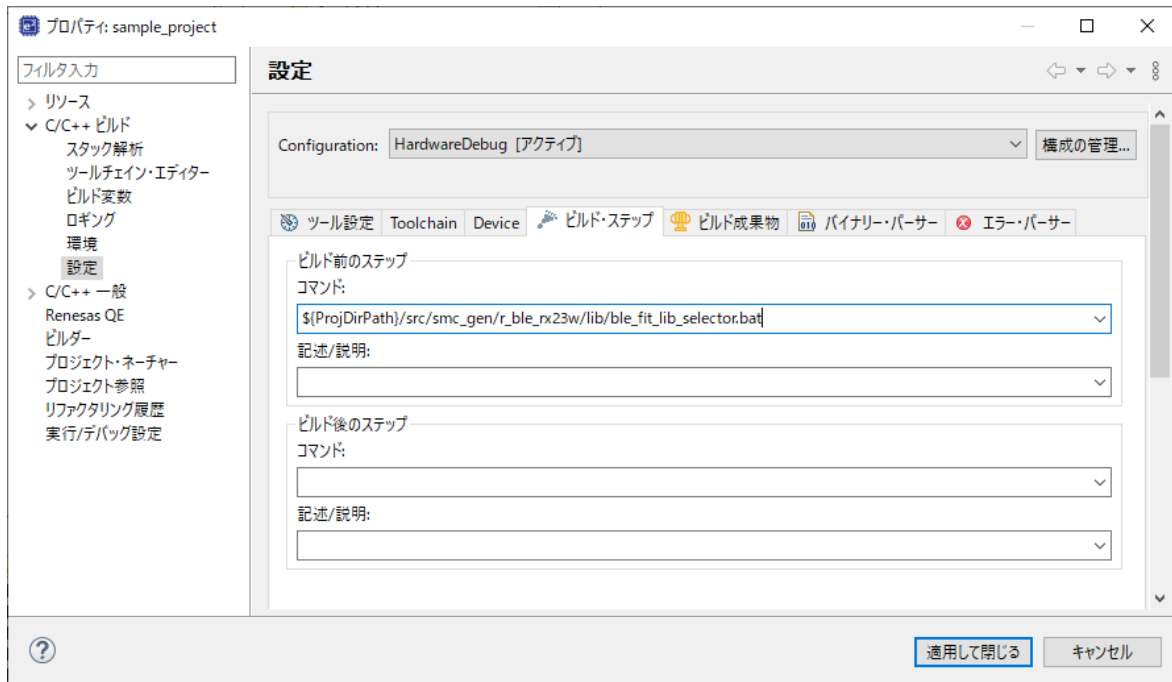 プロパティ: sample_project
フィルタ入力
設定
リソース
C/C++ ビルド
スタック解析
ツールチェイン・エディター
ビルド変数
ロギング
環境
設定
C/C++ 一般
Renesas QE
ビルダー
プロジェクト・ネーチャー
プロジェクト参照
リファクタリング履歴
実行/デバッグ設定
Configuration: HardwareDebug [アクティブ] 構成の管理...
ツール設定 Toolchain Device ビルド・ステップ ビルド成果物 010 バイナリー・パーサー エラー・パーサー
ビルド前のステップ
コマンド:
${ProjDirPath}/src/smc_gen/r_ble_rx23w/lib/ble_fit_lib_selector.bat
記述/説明:
ビルド後のステップ
コマンド:
記述/説明:
? 適用して閉じる キャンセル